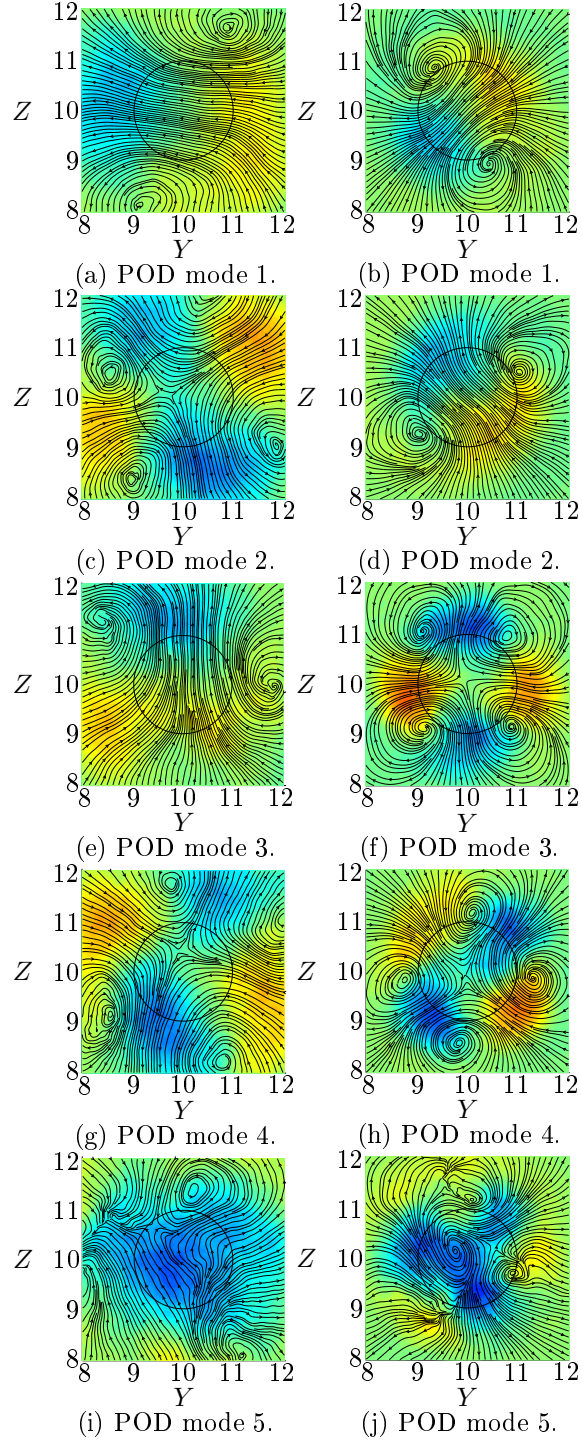 12 12
11 11
Z 10 Z 10
9 9
8 8
8 9 10 11 12 8 9 10 11 12
Y Y
(a) POD mode 1. (b) POD mode 1.
12 12
11 11
Z 10 Z 10
9 9
8 8
8 9 10 11 12 8 9 10 11 12
Y Y
(c) POD mode 2. (d) POD mode 2.
12 12
11 11
Z 10 Z 10
9 9
8 8
8 9 10 11 12 8 9 10 11 12
Y Y
(e) POD mode 3. (f) POD mode 3.
12 12
11 11
Z 10 Z 10
9 9
8 8
8 9 10 11 12 8 9 10 11 12
Y Y
(g) POD mode 4. (h) POD mode 4.
12 12
11 11
Z 10 Z 10
9 9
8 8
8 9 10 11 12 8 9 10 11 12
Y Y
(i) POD mode 5. (j) POD mode 5.